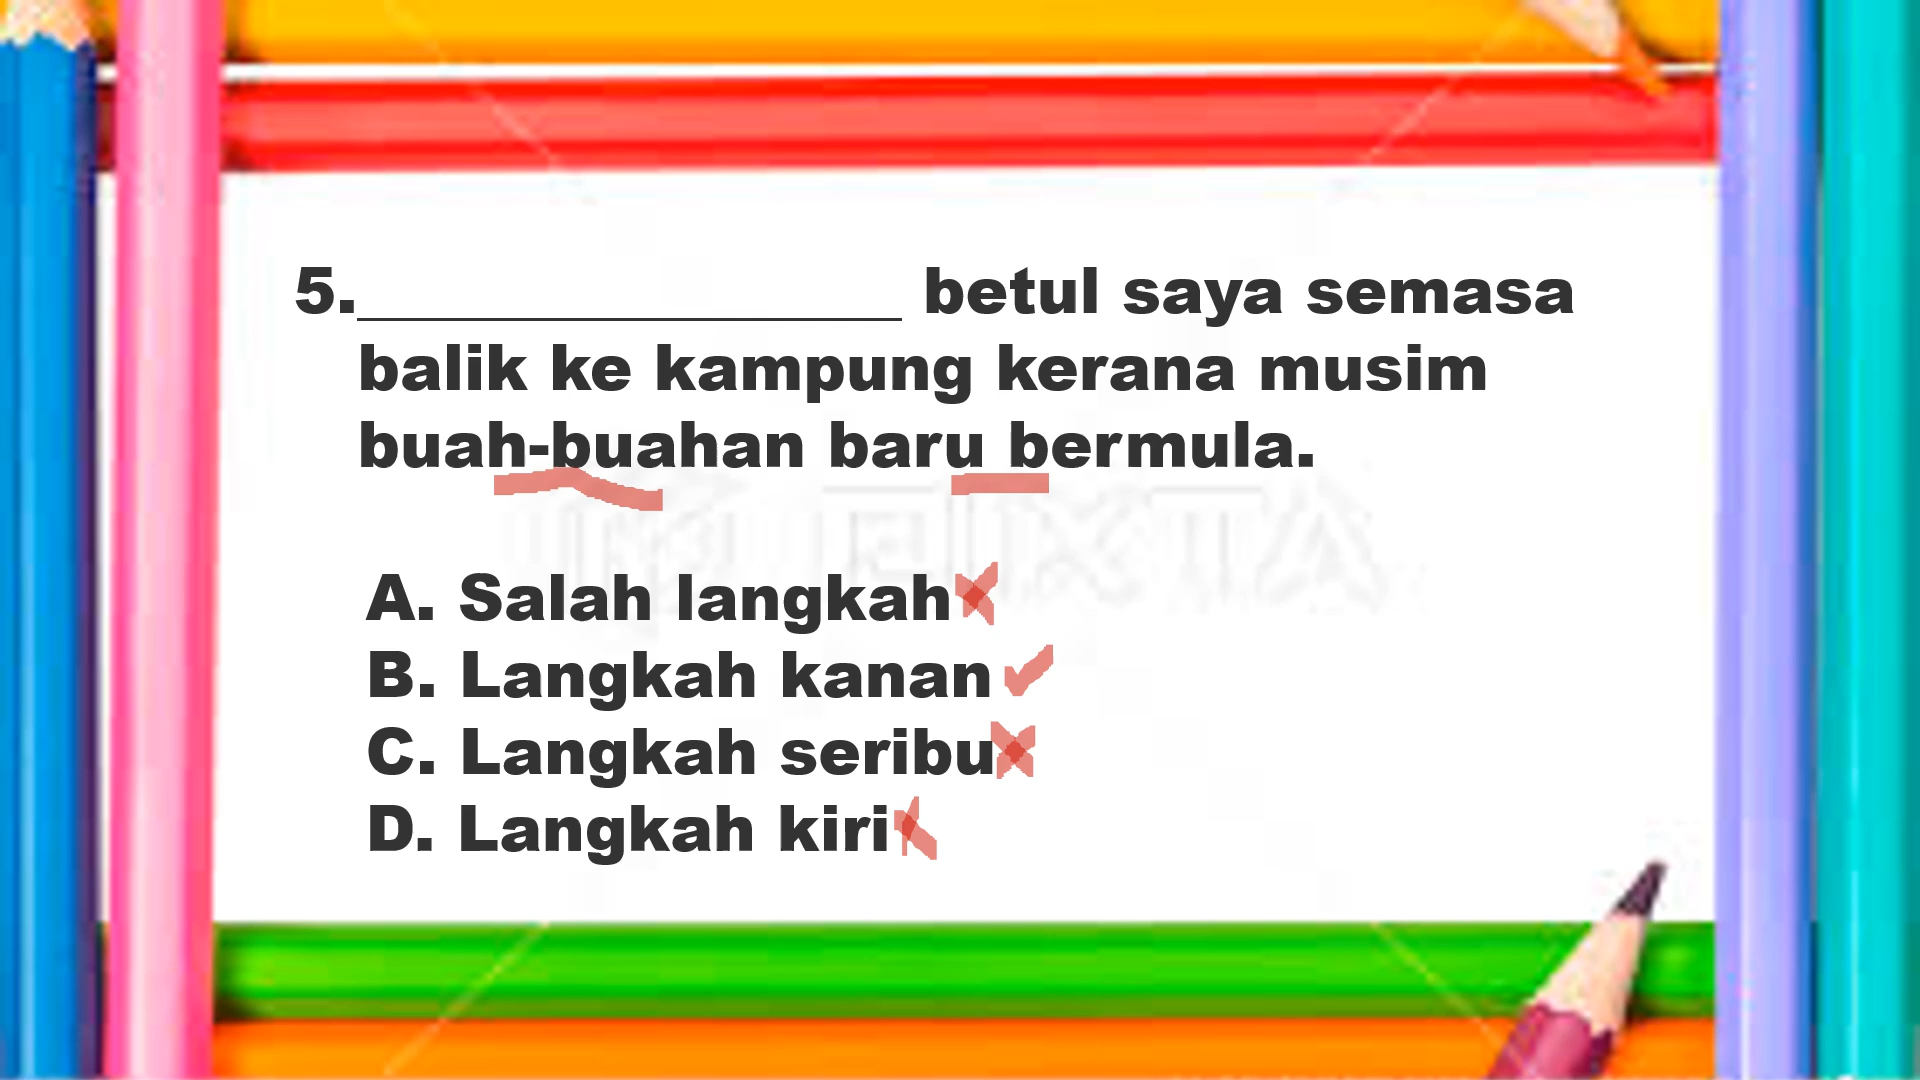 5.________________ betul saya semasa
balik ke kampung kerana musim
buah-buahan baru bermula.
A. Salah langkah
B. Langkah kanan
C. Langkah seribu
D. Langkah kiri